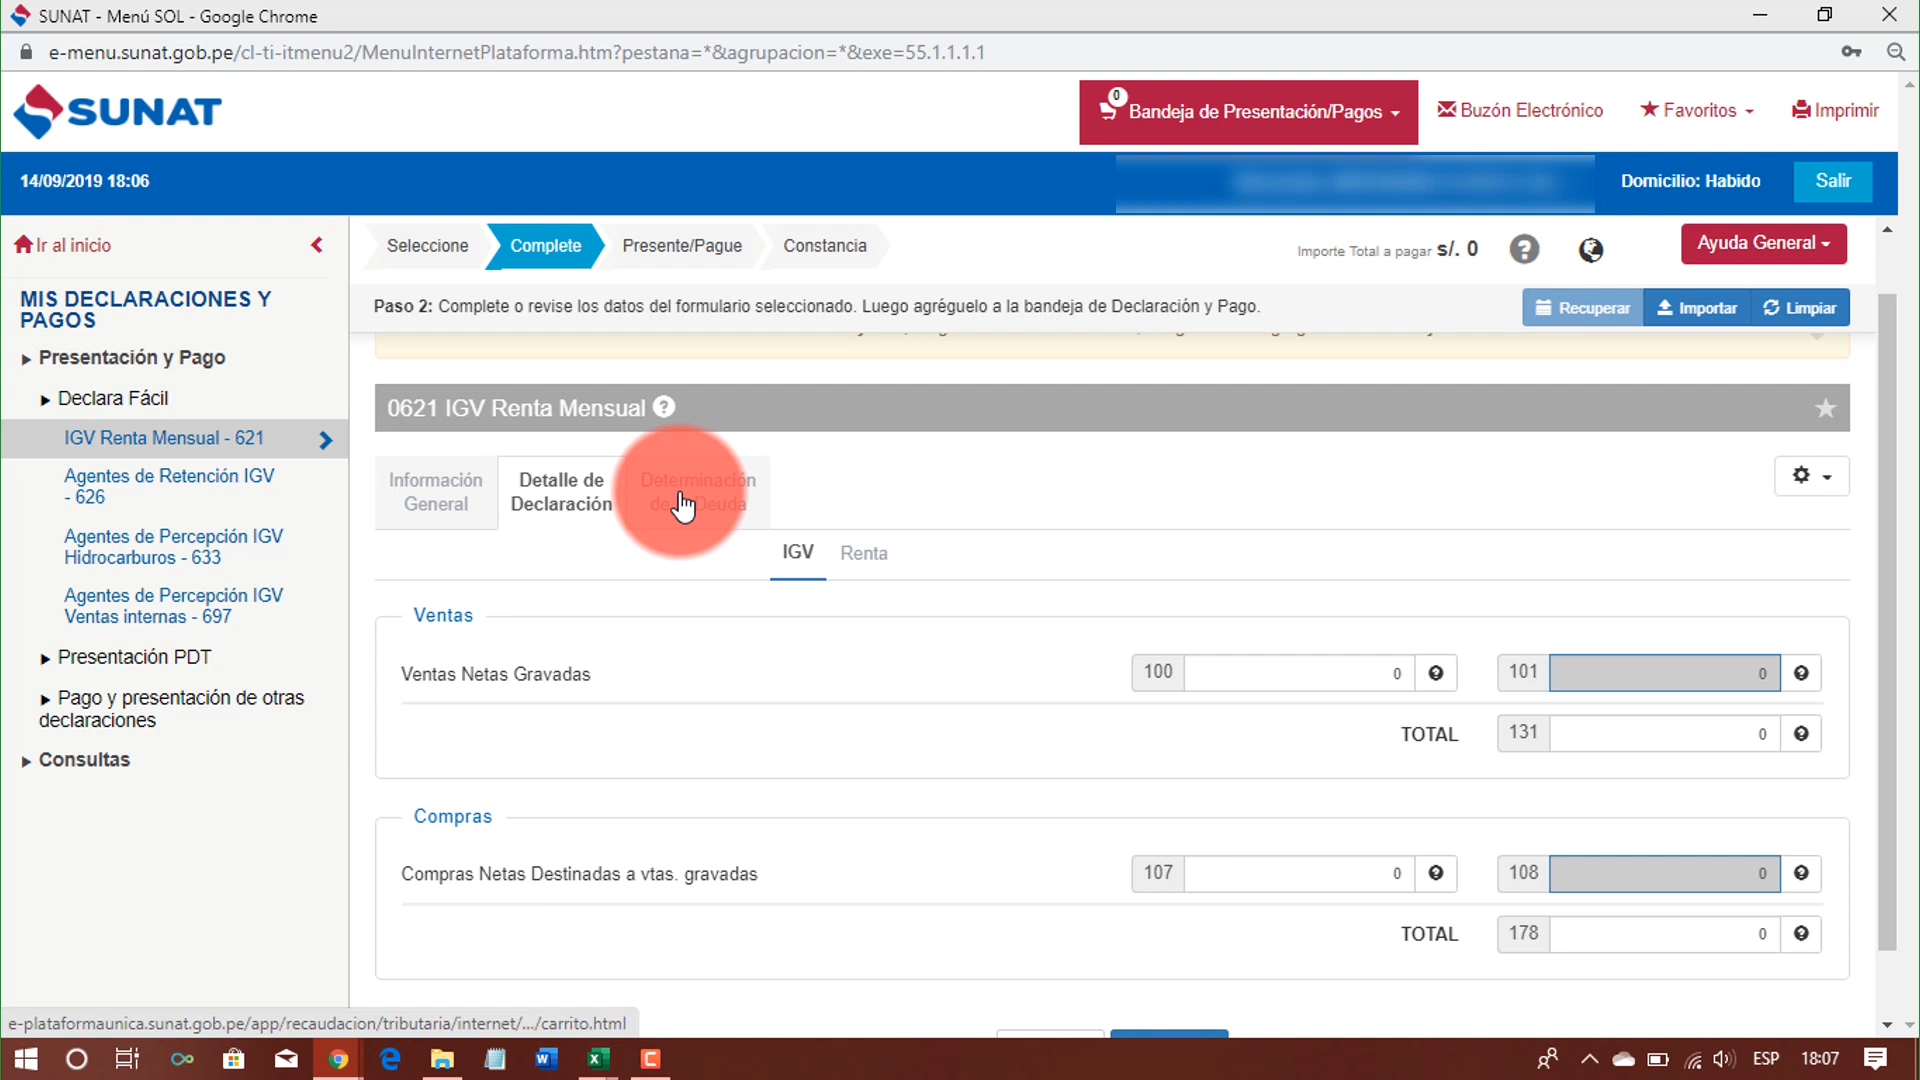 SUNAT - Menú SOL - Google Chrome
e-menu.sunat.gob.pe/cl-ti-itmenu2/MenuInternetPlataforma.htm?pestana=*&agrupacion=*&exe=55.1.1.1.1
SUNAT
0
Bandeja de Presentación/Pagos
Buzón Electrónico
Favoritos
Imprimir
14/09/2019 18:06
Domicilio: Habido
Salir
Ir al inicio
MIS DECLARACIONES Y
PAGOS
Presentación y Pago
Declara Fácil
IGV Renta Mensual - 621
Agentes de Retención IGV
- 626
Agentes de Percepción IGV
Hidrocarburos - 633
Agentes de Percepción IGV
Ventas internas - 697
Presentación PDT
Pago y presentación de otras
declaraciones
Consultas
Seleccione
Complete
Presente/Pague
Constancia
Importe Total a pagar s/. 0
Ayuda General
Paso 2: Complete o revise los datos del formulario seleccionado. Luego agréguelo a la bandeja de Declaración y Pago.
Recuperar
Importar
Limpiar
0621 IGV Renta Mensual
Información
General
Detalle de
Declaración
Determinación
Deuda
IGV
Renta
Ventas
Ventas Netas Gravadas
100
0
101
0
TOTAL
131
0
Compras
Compras Netas Destinadas a vtas. gravadas
107
0
108
0
TOTAL
178
0
e-plataformaunica.sunat.gob.pe/app/recaudacion/tributaria/internet/.../carrito.html
ESP
18:07